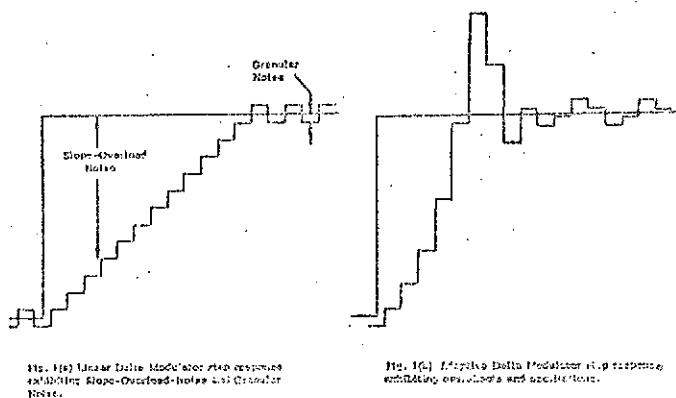 Granular
Noise
Slope-Overload
Noise
Fig. 1(a) Linear Delta Modulator step response
exhibiting Slope-Overload-Noise and Granular
Noise.
Fig. 1(b) Adaptive Delta Modulator step response
exhibiting overshoots and oscillations.